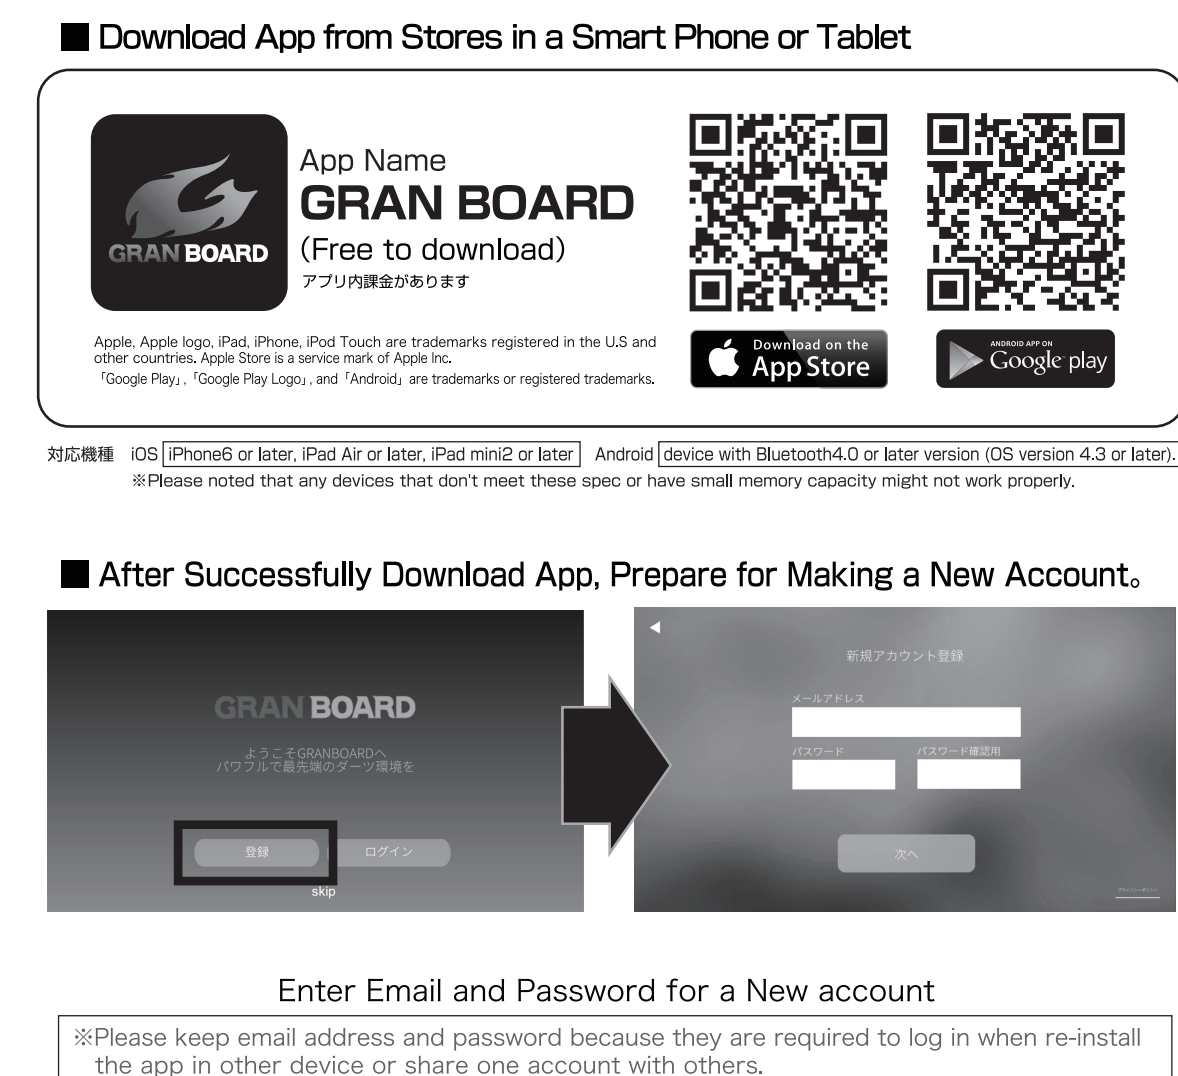 ■ Download App from Stores in a Smart Phone or Tablet
GRAN BOARD
App Name
GRAN BOARD
(Free to download)
アプリ内課金があります
Apple, Apple logo, iPad, iPhone, iPod Touch are trademarks registered in the U.S and
other countries. Apple Store is a service mark of Apple Inc.
「Google Play」,「Google Play Logo」, and「Android」are trademarks or registered trademarks.
Download on the
App Store
ANDROID APP ON
Google play
対応機種 iOS iPhone6 or later, iPad Air or later, iPad mini2 or later Android device with Bluetooth4.0 or later version (OS version 4.3 or later).
※Please noted that any devices that don't meet these spec or have small memory capacity might not work properly.
■ After Successfully Download App, Prepare for Making a New Account。
GRAN BOARD
ようこそGRANBOARDへ
パワフルで最先端のダーツ環境を
登録 ログイン
skip
新規アカウント登録
メールアドレス
パスワード パスワード確認用
次へ
プライバシーポリシー
Enter Email and Password for a New account
※Please keep email address and password because they are required to log in when re-install
the app in other device or share one account with others.